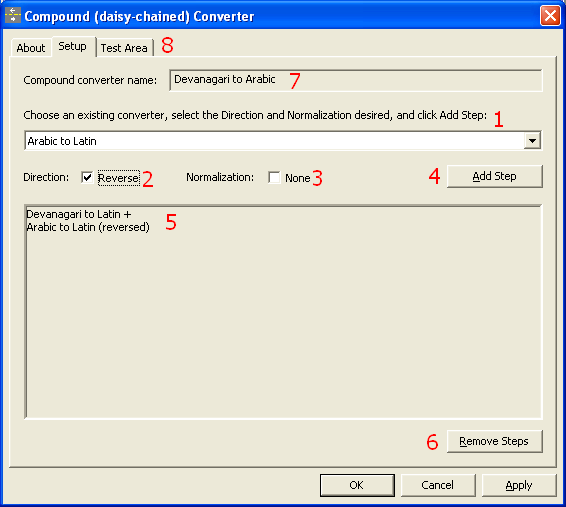 Compound (daisy-chained) Converter
About Setup Test Area 8
Compound converter name: Devanagari to Arabic 7
Choose an existing converter, select the Direction and Normalization desired, and click Add Step: 1
Arabic to Latin
Direction: Reverse 2 Normalization: None 3 4 Add Step
Devanagari to Latin +
Arabic to Latin (reversed) 5
6 Remove Steps
OK Cancel Apply